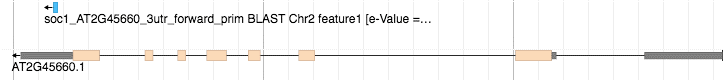 soc1_AT2G45660_3utr_forward_prim BLAST Chr2 feature1 [e-Value =...
AT2G45660.1